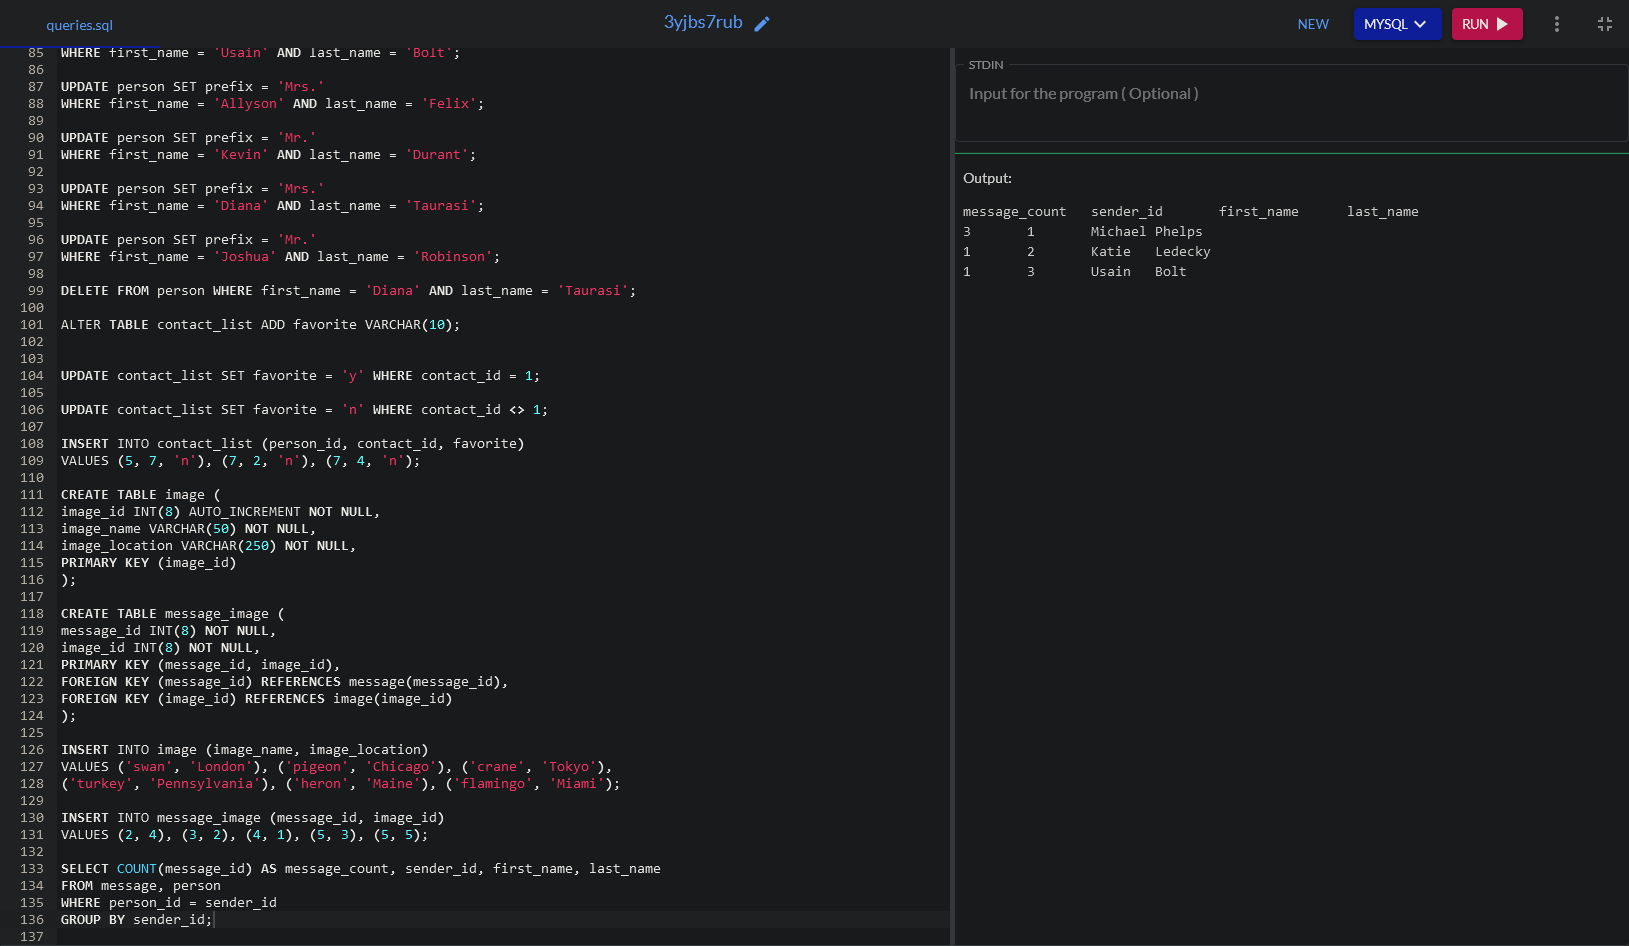 queries.sql
3yjbs7rub
NEW
MYSQL
RUN
85 WHERE first_name = 'Usain' AND last_name = 'Bolt';
86
87 UPDATE person SET prefix = 'Mrs.'
88 WHERE first_name = 'Allyson' AND last_name = 'Felix';
89
90 UPDATE person SET prefix = 'Mr.'
91 WHERE first_name = 'Kevin' AND last_name = 'Durant';
92
93 UPDATE person SET prefix = 'Mrs.'
94 WHERE first_name = 'Diana' AND last_name = 'Taurasi';
95
96 UPDATE person SET prefix = 'Mr.'
97 WHERE first_name = 'Joshua' AND last_name = 'Robinson';
98
99 DELETE FROM person WHERE first_name = 'Diana' AND last_name = 'Taurasi';
100
101 ALTER TABLE contact_list ADD favorite VARCHAR(10);
102
103
104 UPDATE contact_list SET favorite = 'y' WHERE contact_id = 1;
105
106 UPDATE contact_list SET favorite = 'n' WHERE contact_id <> 1;
107
108 INSERT INTO contact_list (person_id, contact_id, favorite)
109 VALUES (5, 7, 'n'), (7, 2, 'n'), (7, 4, 'n');
110
111 CREATE TABLE image (
112 image_id INT(8) AUTO_INCREMENT NOT NULL,
113 image_name VARCHAR(50) NOT NULL,
114 image_location VARCHAR(250) NOT NULL,
115 PRIMARY KEY (image_id)
116 );
117
118 CREATE TABLE message_image (
119 message_id INT(8) NOT NULL,
120 image_id INT(8) NOT NULL,
121 PRIMARY KEY (message_id, image_id),
122 FOREIGN KEY (message_id) REFERENCES message(message_id),
123 FOREIGN KEY (image_id) REFERENCES image(image_id)
124 );
125
126 INSERT INTO image (image_name, image_location)
127 VALUES ('swan', 'London'), ('pigeon', 'Chicago'), ('crane', 'Tokyo'),
128 ('turkey', 'Pennsylvania'), ('heron', 'Maine'), ('flamingo', 'Miami');
129
130 INSERT INTO message_image (message_id, image_id)
131 VALUES (2, 4), (3, 2), (4, 1), (5, 3), (5, 5);
132
133 SELECT COUNT(message_id) AS message_count, sender_id, first_name, last_name
134 FROM message, person
135 WHERE person_id = sender_id
136 GROUP BY sender_id;
137
STDIN
Input for the program ( Optional )
Output:
message_count sender_id first_name last_name
3 1 Michael Phelps
1 2 Katie Ledecky
1 3 Usain Bolt